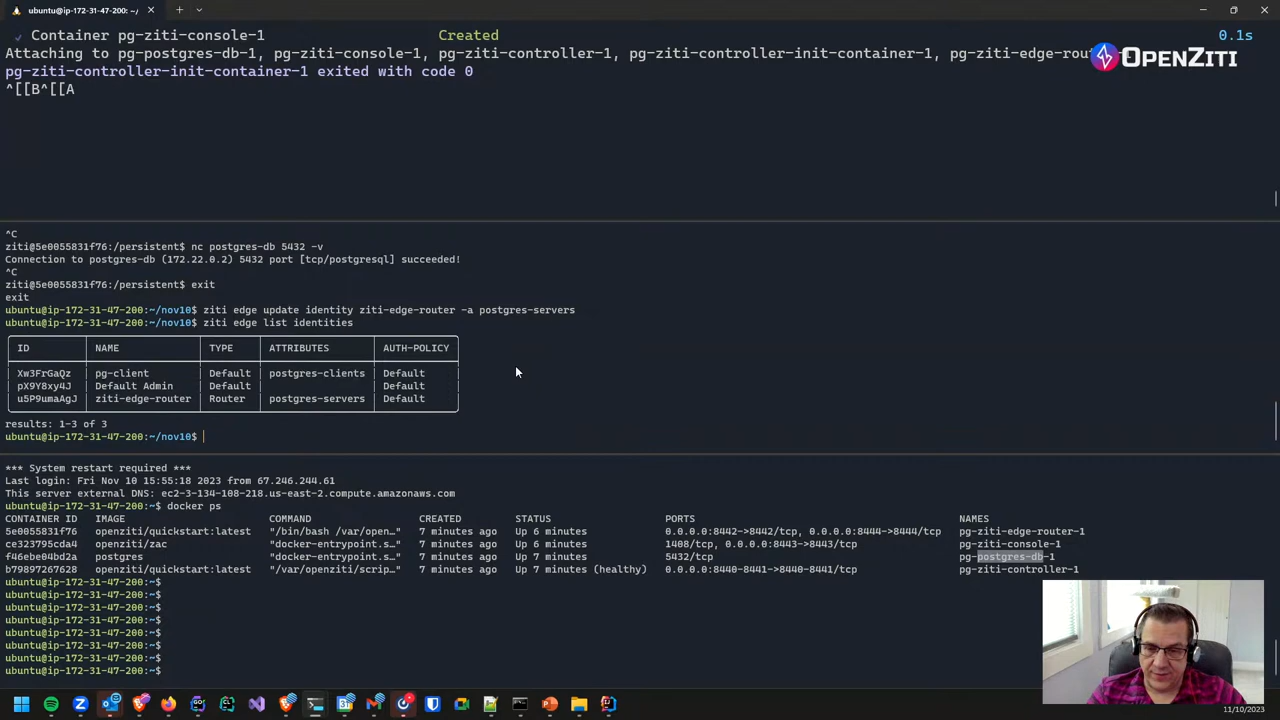 ubuntu@ip-172-31-47-200: ~/
✓ Container pg-ziti-console-1 Created 0.1s
Attaching to pg-postgres-db-1, pg-ziti-console-1, pg-ziti-controller-1, pg-ziti-controller-init-container-1, pg-ziti-edge-rou
OPENZITI
pg-ziti-controller-init-container-1 exited with code 0
^[[B^[[A
^C
ziti@5e0055831f76:/persistent$ nc postgres-db 5432 -v
Connection to postgres-db (172.22.0.2) 5432 port [tcp/postgresql] succeeded!
^C
ziti@5e0055831f76:/persistent$ exit
exit
ubuntu@ip-172-31-47-200:~/nov10$ ziti edge update identity ziti-edge-router -a postgres-servers
ubuntu@ip-172-31-47-200:~/nov10$ ziti edge list identities
ID NAME TYPE ATTRIBUTES AUTH-POLICY
Xw3FrGaQz pg-client Default postgres-clients Default
pX9Y8xy4J Default Admin Default Default
u5P9umaAgJ ziti-edge-router Router postgres-servers Default
results: 1-3 of 3
ubuntu@ip-172-31-47-200:~/nov10$
*** System restart required ***
Last login: Fri Nov 10 15:55:18 2023 from 67.246.244.61
This server external DNS: ec2-3-134-108-218.us-east-2.compute.amazonaws.com
ubuntu@ip-172-31-47-200:~$ docker ps
CONTAINER ID IMAGE COMMAND CREATED STATUS PORTS NAMES
5e0055831f76 openziti/quickstart:latest "/bin/bash /var/open…" 7 minutes ago Up 6 minutes 0.0.0.0:8442->8442/tcp, 0.0.0.0:8444->8444/tcp pg-ziti-edge-router-1
ce323795cda4 openziti/zac "docker-entrypoint.s…" 7 minutes ago Up 6 minutes 1408/tcp, 0.0.0.0:8443->8443/tcp pg-ziti-console-1
f46ebe04bd2a postgres "docker-entrypoint.s…" 7 minutes ago Up 7 minutes 5432/tcp pg-postgres-db-1
b79897267628 openziti/quickstart:latest "/var/openziti/scrip…" 7 minutes ago Up 7 minutes (healthy) 0.0.0.0:8440-8441->8440-8441/tcp pg-ziti-controller-1
ubuntu@ip-172-31-47-200:~$
ubuntu@ip-172-31-47-200:~$
ubuntu@ip-172-31-47-200:~$
ubuntu@ip-172-31-47-200:~$
ubuntu@ip-172-31-47-200:~$
ubuntu@ip-172-31-47-200:~$
ubuntu@ip-172-31-47-200:~$
ubuntu@ip-172-31-47-200:~$
11/10/2023